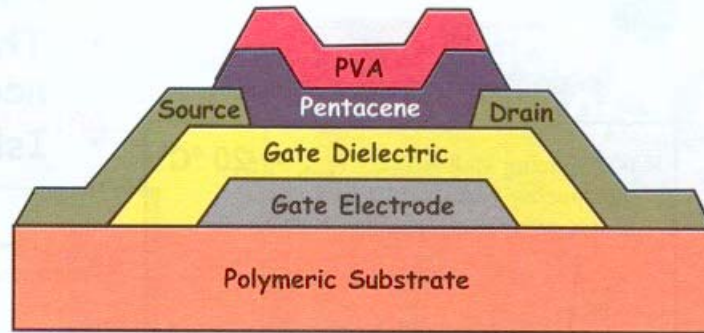 PVA
Source Pentacene Drain
Gate Dielectric
Gate Electrode
Polymeric Substrate